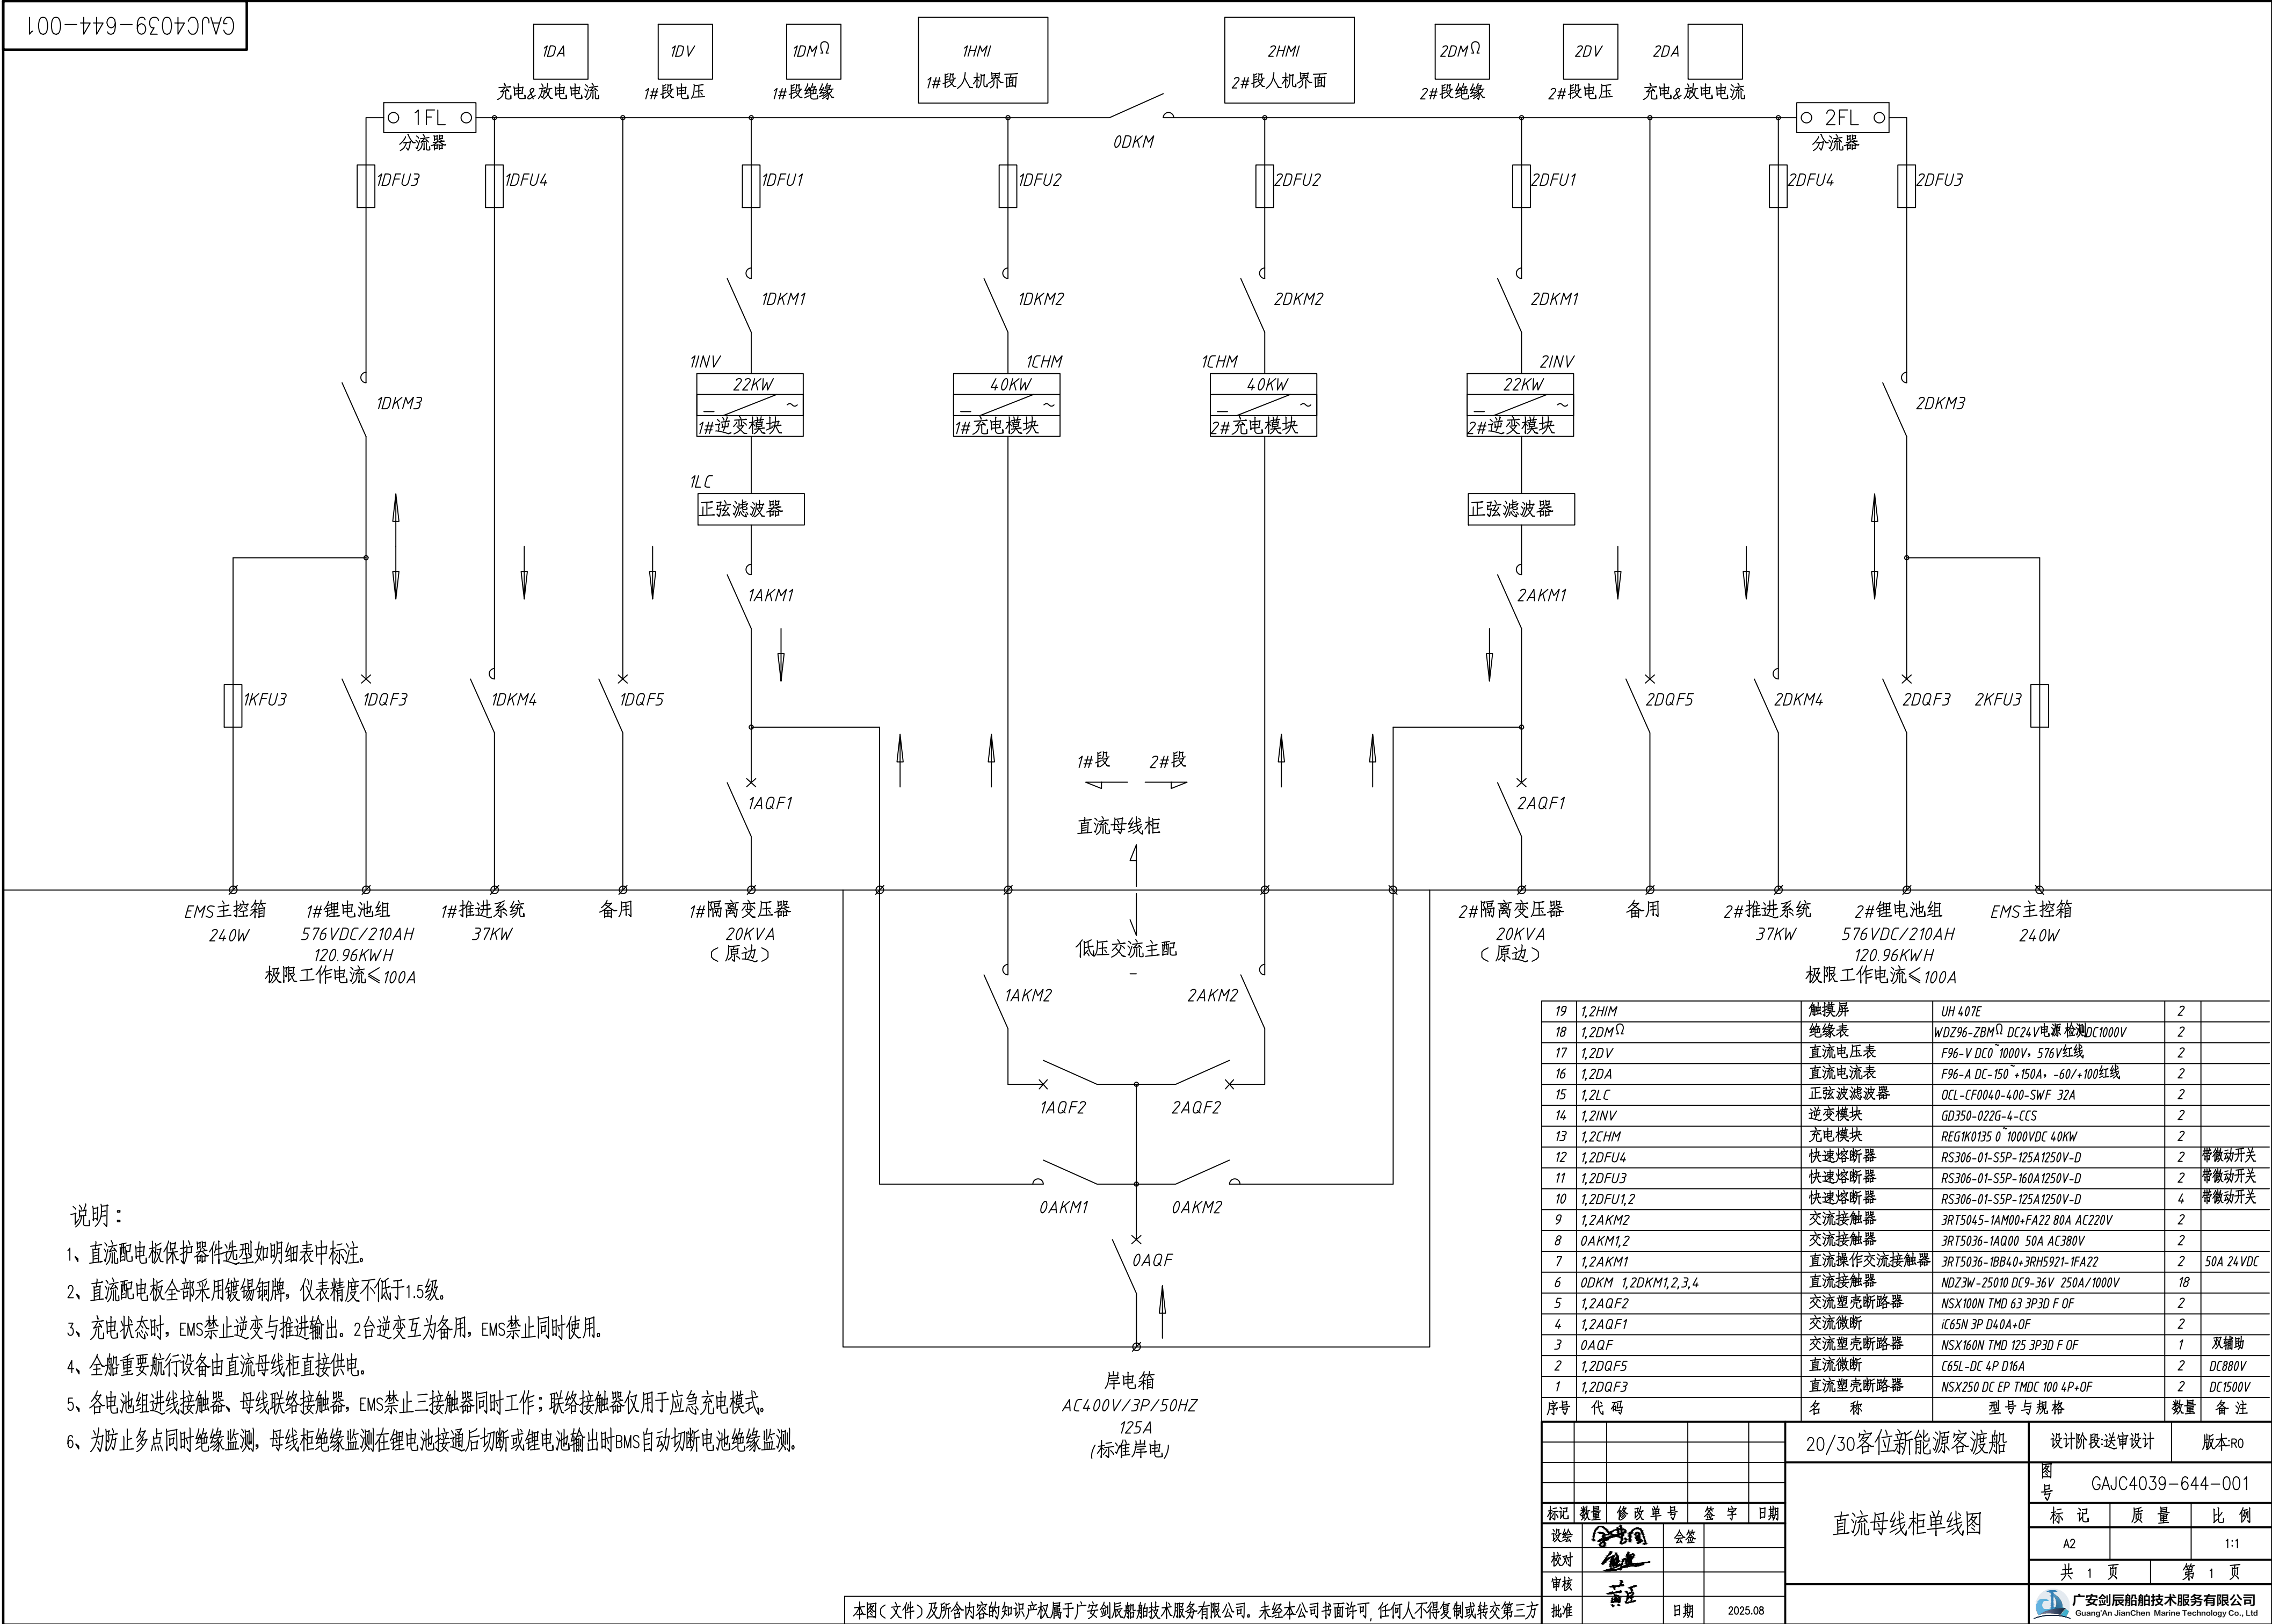 GAJC4039-644-001
1DA
充电&放电电流
1DV
1#段电压
1DMΩ
1#段绝缘
1HMI
1#段人机界面
2HMI
2#段人机界面
2DMΩ
2#段绝缘
2DV
2#段电压
2DA
充电&放电电流
1FL
分流器
0DKM
2FL
分流器
1DFU3
1DFU4
1DFU1
1DFU2
2DFU2
2DFU1
2DFU4
2DFU3
1DKM1
1DKM2
2DKM2
2DKM1
1INV
22KW
1#逆变模块
1CHM
40KW
1#充电模块
1CHM
40KW
2#充电模块
2INV
22KW
2#逆变模块
1DKM3
2DKM3
1LC
正弦滤波器
正弦滤波器
1AKM1
2AKM1
1KFU3
1DQF3
1DKM4
1DQF5
2DQF5
2DKM4
2DQF3
2KFU3
1#段
2#段
1AQF1
2AQF1
直流母线柜
EMS主控箱
240W
1#锂电池组
576VDC/210AH
120.96KWH
极限工作电流≤100A
1#推进系统
37KW
备用
1#隔离变压器
20KVA
(原边)
低压交流主配
2#隔离变压器
20KVA
(原边)
备用
2#推进系统
37KW
2#锂电池组
576VDC/210AH
120.96KWH
极限工作电流≤100A
EMS主控箱
240W
1AKM2
2AKM2
1AQF2
2AQF2
0AKM1
0AKM2
0AQF
岸电箱
AC400V/3P/50HZ
125A
(标准岸电)
说明：
1、直流配电板保护器件选型如明细表中标注。
2、直流配电板全部采用镀锡铜牌，仪表精度不低于1.5级。
3、充电状态时，EMS禁止逆变与推进输出。2台逆变互为备用，EMS禁止同时使用。
4、全船重要航行设备由直流母线柜直接供电。
5、各电池组进线接触器、母线联络接触器，EMS禁止三接触器同时工作；联络接触器仅用于应急充电模式。
6、为防止多点同时绝缘监测，母线柜绝缘监测在锂电池接通后切断或锂电池输出时BMS自动切断电池绝缘监测。
19 1,2HIM 触摸屏 UH 407E 2
18 1,2DMΩ 绝缘表 WDZ96-ZBMΩ DC24V电源 检测DC1000V 2
17 1,2DV 直流电压表 F96-V DC0~1000V，576V红线 2
16 1,2DA 直流电流表 F96-A DC-150~+150A，-60/+100红线 2
15 1,2LC 正弦波滤波器 OCL-CF0040-400-SWF 32A 2
14 1,2INV 逆变模块 GD350-022G-4-CCS 2
13 1,2CHM 充电模块 REG1K0135 0~1000VDC 40KW 2
12 1,2DFU4 快速熔断器 RS306-01-S5P-125A1250V-D 2 带微动开关
11 1,2DFU3 快速熔断器 RS306-01-S5P-160A1250V-D 2 带微动开关
10 1,2DFU1,2 快速熔断器 RS306-01-S5P-125A1250V-D 4 带微动开关
9 1,2AKM2 交流接触器 3RT5045-1AM00+FA22 80A AC220V 2
8 0AKM1,2 交流接触器 3RT5036-1AQ00 50A AC380V 2
7 1,2AKM1 直流操作交流接触器 3RT5036-1BB40+3RH5921-1FA22 2 50A 24VDC
6 0DKM 1,2DKM1,2,3,4 直流接触器 NDZ3W-25010 DC9-36V 250A/1000V 18
5 1,2AQF2 交流塑壳断路器 NSX100N TMD 63 3P3D F OF 2
4 1,2AQF1 交流微断 iC65N 3P D40A+OF 2
3 0AQF 交流塑壳断路器 NSX160N TMD 125 3P3D F OF 1 双辅助
2 1,2DQF5 直流微断 C65L-DC 4P D16A 2 DC880V
1 1,2DQF3 直流塑壳断路器 NSX250 DC EP TMDC 100 4P+OF 2 DC1500V
序号 代码 名称 型号与规格 数量 备注
20/30客位新能源客渡船
设计阶段:送审设计
版本:R0
图号
GAJC4039-644-001
直流母线柜单线图
标记 质量 比例
A2 1:1
共 1 页 第 1 页
标记 数量 修改单号 签字 日期
设绘 会签
校对
审核
批准 日期 2025.08
广安剑辰船舶技术服务有限公司
Guang'An JianChen Marine Technology Co., Ltd
本图(文件)及所含内容的知识产权属于广安剑辰船舶技术服务有限公司。未经本公司书面许可，任何人不得复制或转交第三方